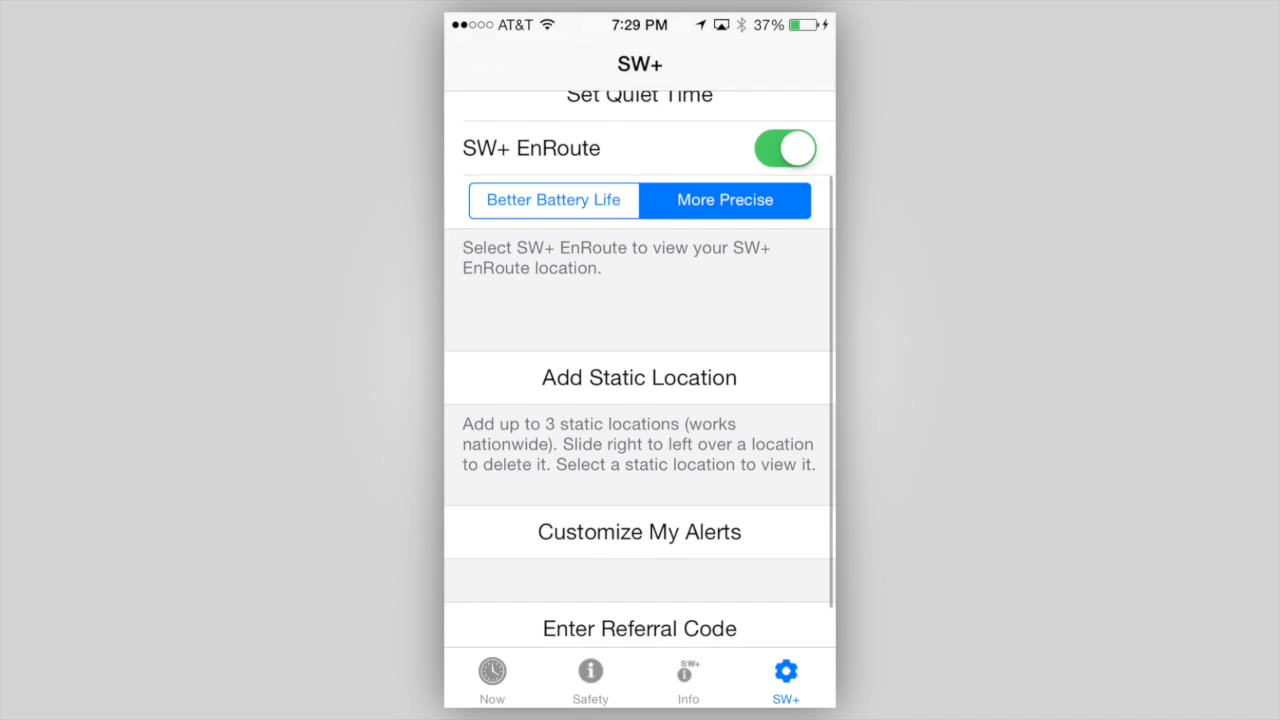 AT&T 7:29 PM 37%
SW+
Set Quiet Time
SW+ EnRoute
Better Battery Life More Precise
Select SW+ EnRoute to view your SW+
EnRoute location.
Add Static Location
Add up to 3 static locations (works
nationwide). Slide right to left over a location
to delete it. Select a static location to view it.
Customize My Alerts
Enter Referral Code
SW+
Now Safety Info SW+